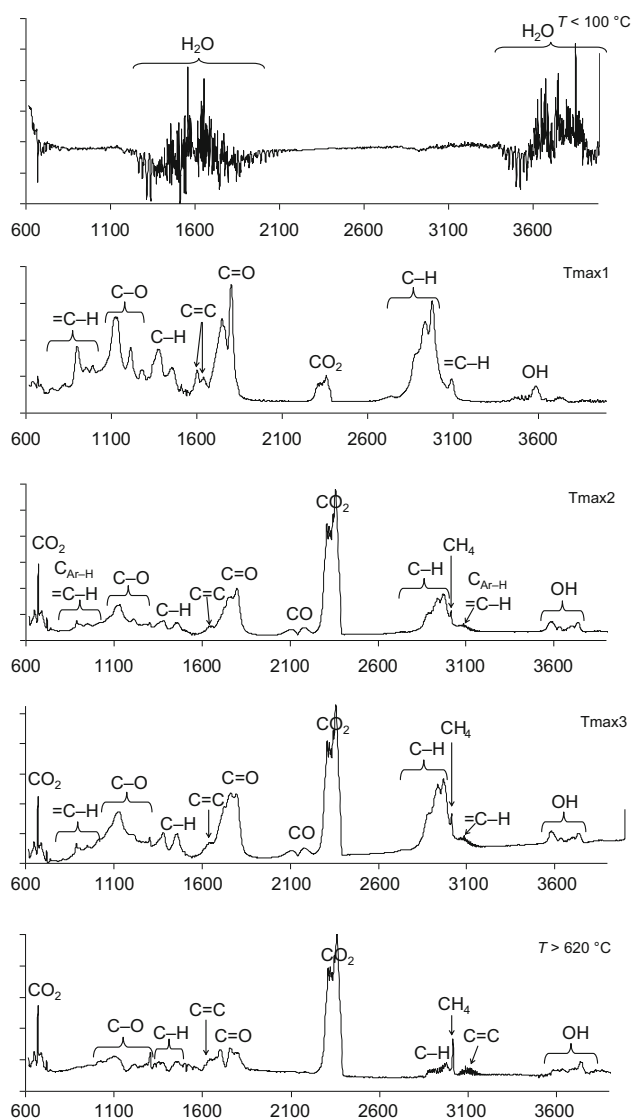 H₂O
H₂O
T < 100 °C
600 1100 1600 2100 2600 3100 3600
Tmax1
=C–H
C–O
C–H
C=C
C=O
CO₂
C–H
=C–H
OH
600 1100 1600 2100 2600 3100 3600
Tmax2
CO₂
C_Ar–H
=C–H
C–O
C–H
C=C
C=O
CO
CO₂
C–H
CH₄
C_Ar–H
=C–H
OH
600 1100 1600 2100 2600 3100 3600
Tmax3
CO₂
=C–H
C–O
C–H
C=C
C=O
CO
CO₂
C–H
CH₄
=C–H
OH
600 1100 1600 2100 2600 3100 3600
T > 620 °C
CO₂
C–O
C–H
C=C
C=O
CO₂
C–H
CH₄
C=C
OH
600 1100 1600 2100 2600 3100 3600